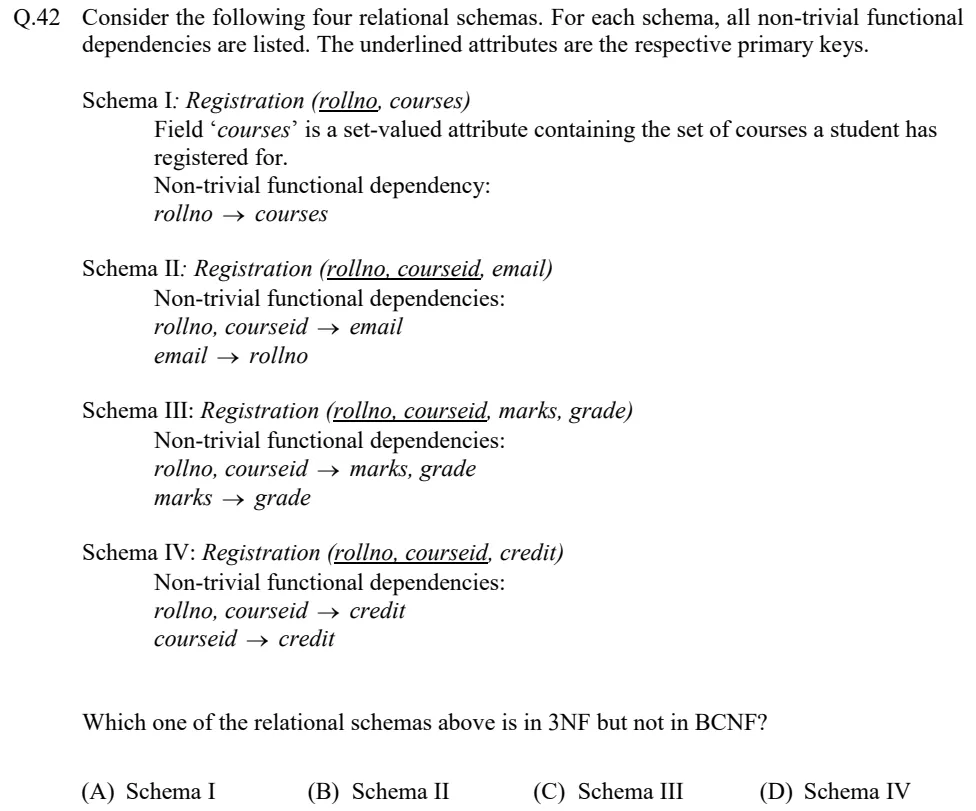 Q.42 Consider the following four relational schemas. For each schema, all non-trivial functional
dependencies are listed. The underlined attributes are the respective primary keys.
Schema I: Registration (rollno, courses)
Field ‘courses’ is a set-valued attribute containing the set of courses a student has
registered for.
Non-trivial functional dependency:
rollno → courses
Schema II: Registration (rollno, courseid, email)
Non-trivial functional dependencies:
rollno, courseid → email
email → rollno
Schema III: Registration (rollno, courseid, marks, grade)
Non-trivial functional dependencies:
rollno, courseid → marks, grade
marks → grade
Schema IV: Registration (rollno, courseid, credit)
Non-trivial functional dependencies:
rollno, courseid → credit
courseid → credit
Which one of the relational schemas above is in 3NF but not in BCNF?
(A) Schema I (B) Schema II (C) Schema III (D) Schema IV